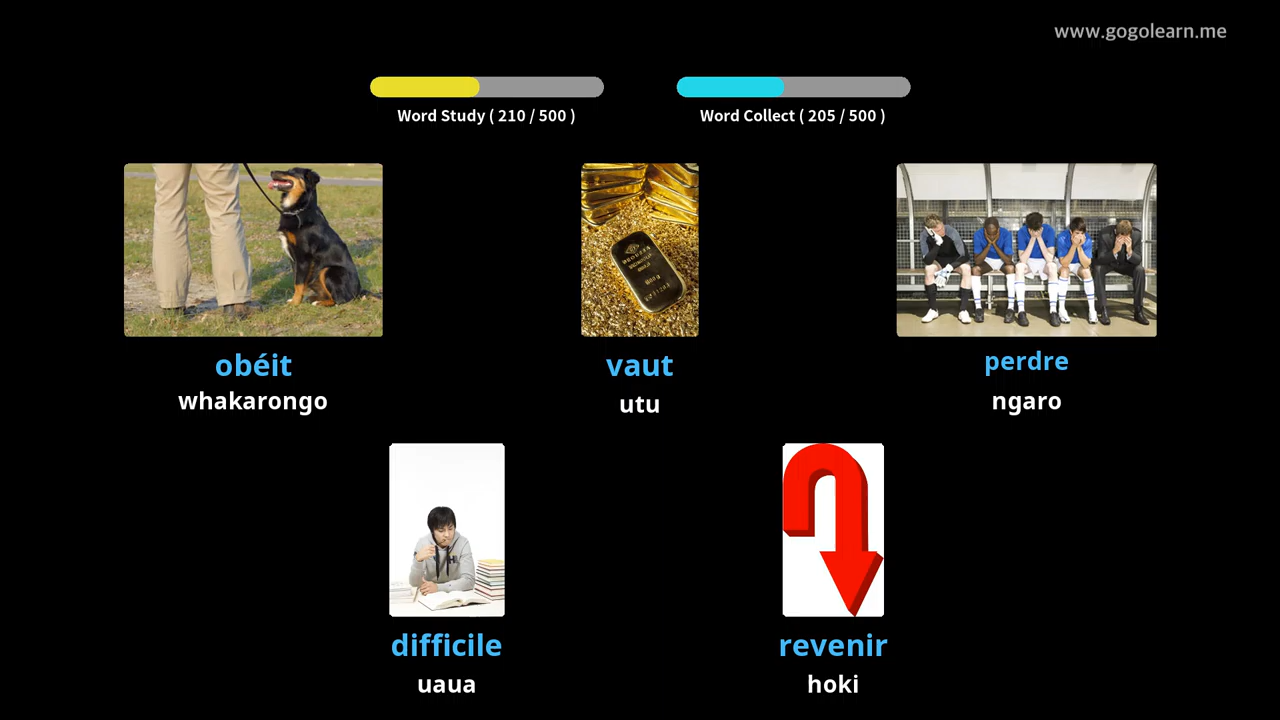 www.gogolearn.me
Word Study ( 210 / 500 )
Word Collect ( 205 / 500 )
obéit
whakarongo
vaut
utu
perdre
ngaro
difficile
uaua
revenir
hoki